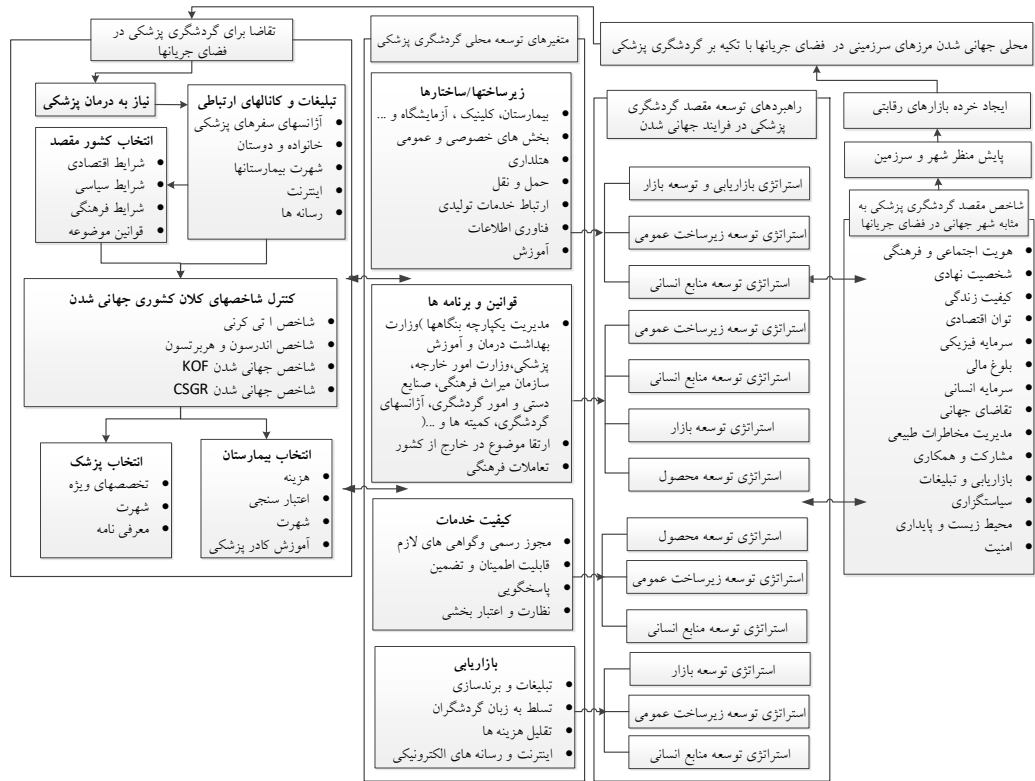 تقاضا برای گردشگری پزشکی در
فضای جریانها
نیاز به درمان پزشکی
تبلیغات و کانالهای ارتباطی
آژانسهای سفرهای پزشکی
خانواده و دوستان
شهرت بیمارستانها
اینترنت
رسانه ها
انتخاب کشور مقصد
شرایط اقتصادی
شرایط سیاسی
شرایط فرهنگی
قوانین موضوعه
کنترل شاخصهای کلان کشوری جهانی شدن
شاخص ا تی کرنی
شاخص اندرسون و هربرتسون
شاخص جهانی شدن KOF
شاخص جهانی شدن CSGR
انتخاب بیمارستان
هزینه
اعتبار سنجی
شهرت
آموزش کادر پزشکی
انتخاب پزشک
تخصصهای ویژه
شهرت
معرفی نامه
متغیرهای توسعه محلی گردشگری پزشکی
زیرساختها/ساختارها
بیمارستان، کلینیک ، آزمایشگاه و ...
بخش های خصوصی و عمومی
هتلداری
حمل و نقل
ارتباط خدمات تولیدی
فناوری اطلاعات
آموزش
قوانین و برنامه ها
مدیریت یکپارچه بنگاهها )وزارت
بهداشت درمان و آموزش
پزشکی،وزارت امور خارجه،
سازمان میراث فرهنگی، صنایع
دستی و امور گردشگری، آژانسهای
گردشگری، کمیته ها و ...(
ارتقا موضوع در خارج از کشور
تعاملات فرهنگی
کیفیت خدمات
مجوز رسمی وگواهی های لازم
قابلیت اطمینان و تضمین
پاسخگویی
نظارت و اعتبار بخشی
بازاریابی
تبلیغات و برندسازی
تسلط به زبان گردشگران
تقلیل هزینه ها
اینترنت و رسانه های الکترونیکی
راهبردهای توسعه مقصد گردشگری
پزشکی در فرایند جهانی شدن
استراتژی بازاریابی و توسعه بازار
استراتژی توسعه زیرساخت عمومی
استراتژی توسعه منابع انسانی
استراتژی توسعه زیرساخت عمومی
استراتژی توسعه منابع انسانی
استراتژی توسعه بازار
استراتژی توسعه محصول
استراتژی توسعه محصول
استراتژی توسعه زیرساخت عمومی
استراتژی توسعه منابع انسانی
استراتژی توسعه بازار
استراتژی توسعه زیرساخت عمومی
استراتژی توسعه منابع انسانی
محلی جهانی شدن مرزهای سرزمینی در فضای جریانها با تکیه بر گردشگری پزشکی
ایجاد خرده بازارهای رقابتی
پایش منظر شهر و سرزمین
شاخص مقصد گردشگری پزشکی به
مثابه شهر جهانی در فضای جریانها
هویت اجتماعی و فرهنگی
شخصیت نهادی
کیفیت زندگی
توان اقتصادی
سرمایه فیزیکی
بلوغ مالی
سرمایه انسانی
تقاضای جهانی
مدیریت مخاطرات طبیعی
مشارکت و همکاری
بازاریابی و تبلیغات
سیاستگزاری
محیط زیست و پایداری
امنیت